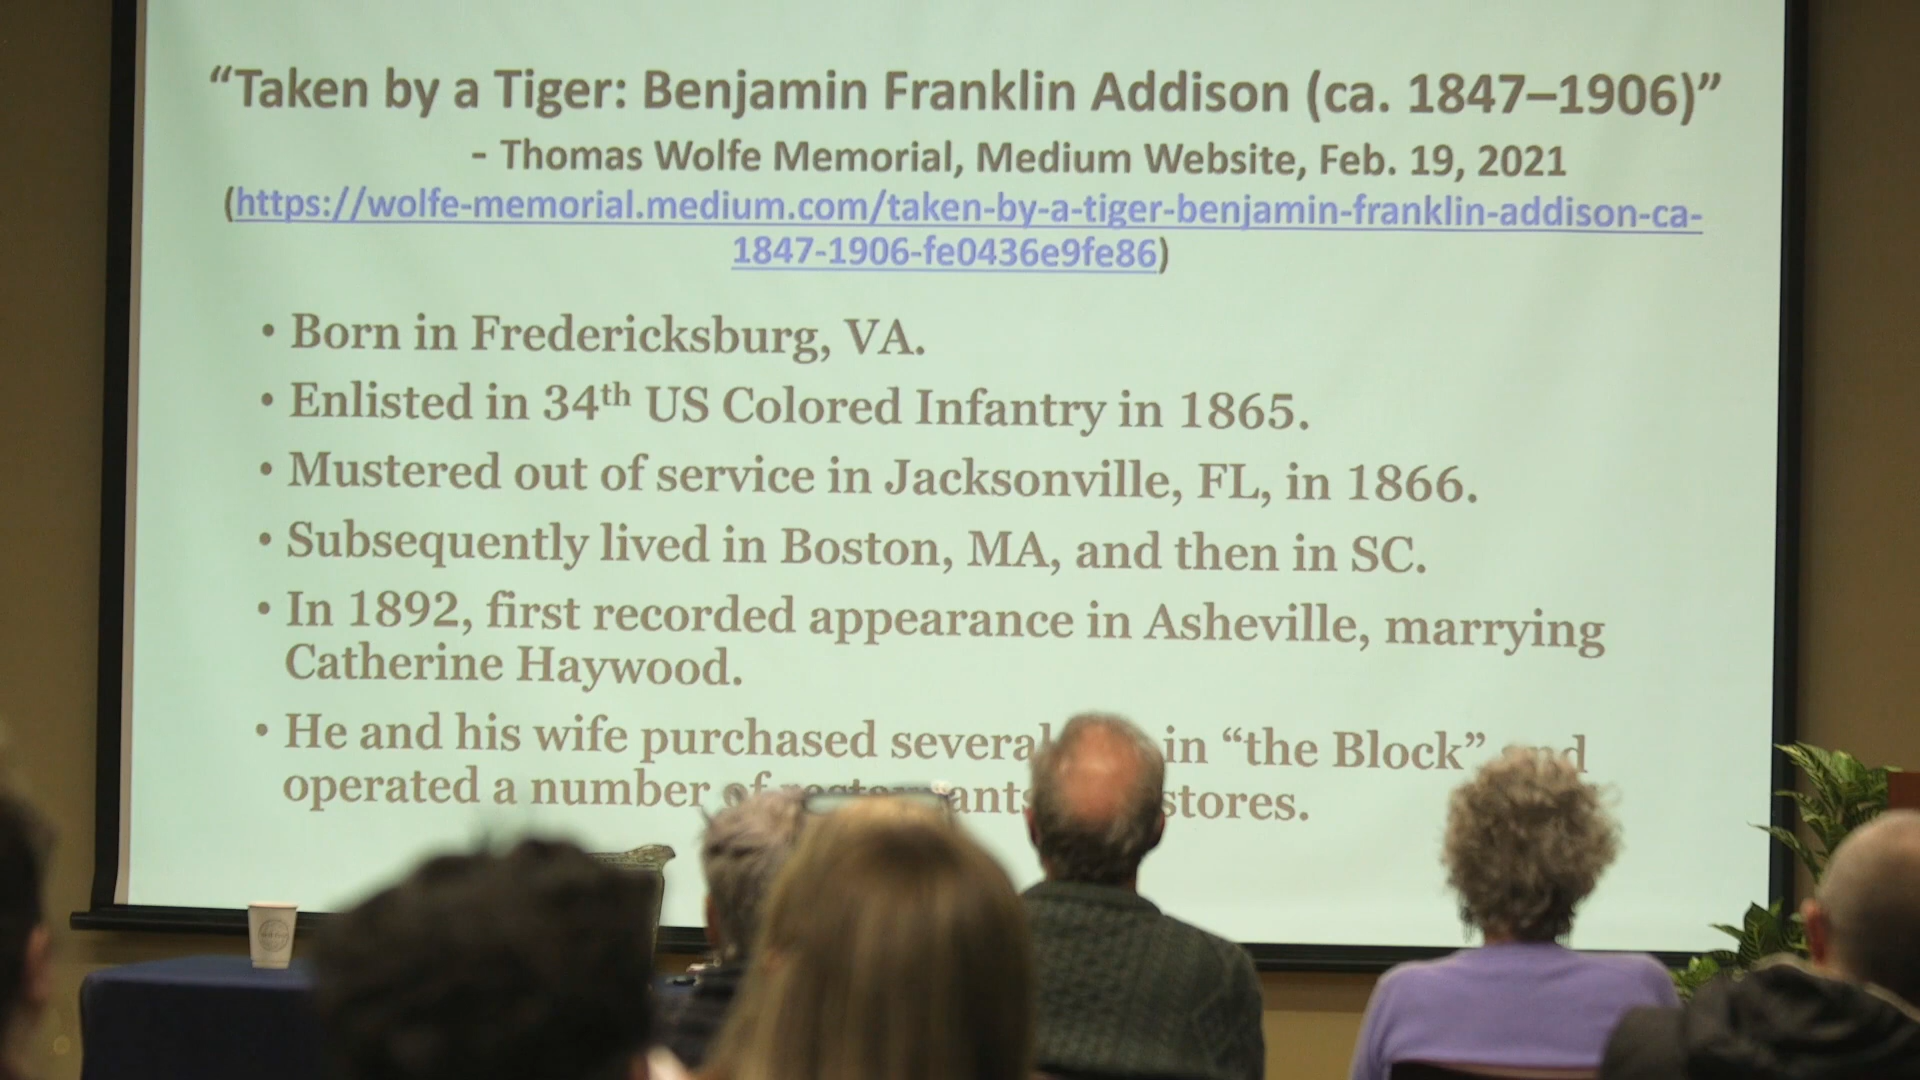 “Taken by a Tiger: Benjamin Franklin Addison (ca. 1847–1906)”
- Thomas Wolfe Memorial, Medium Website, Feb. 19, 2021
(https://wolfe-memorial.medium.com/taken-by-a-tiger-benjamin-franklin-addison-ca-
1847-1906-fe0436e9fe86)
• Born in Fredericksburg, VA.
• Enlisted in 34th US Colored Infantry in 1865.
• Mustered out of service in Jacksonville, FL, in 1866.
• Subsequently lived in Boston, MA, and then in SC.
• In 1892, first recorded appearance in Asheville, marrying
Catherine Haywood.
• He and his wife purchased several in “the Block” and
operated a number of restaurants stores.